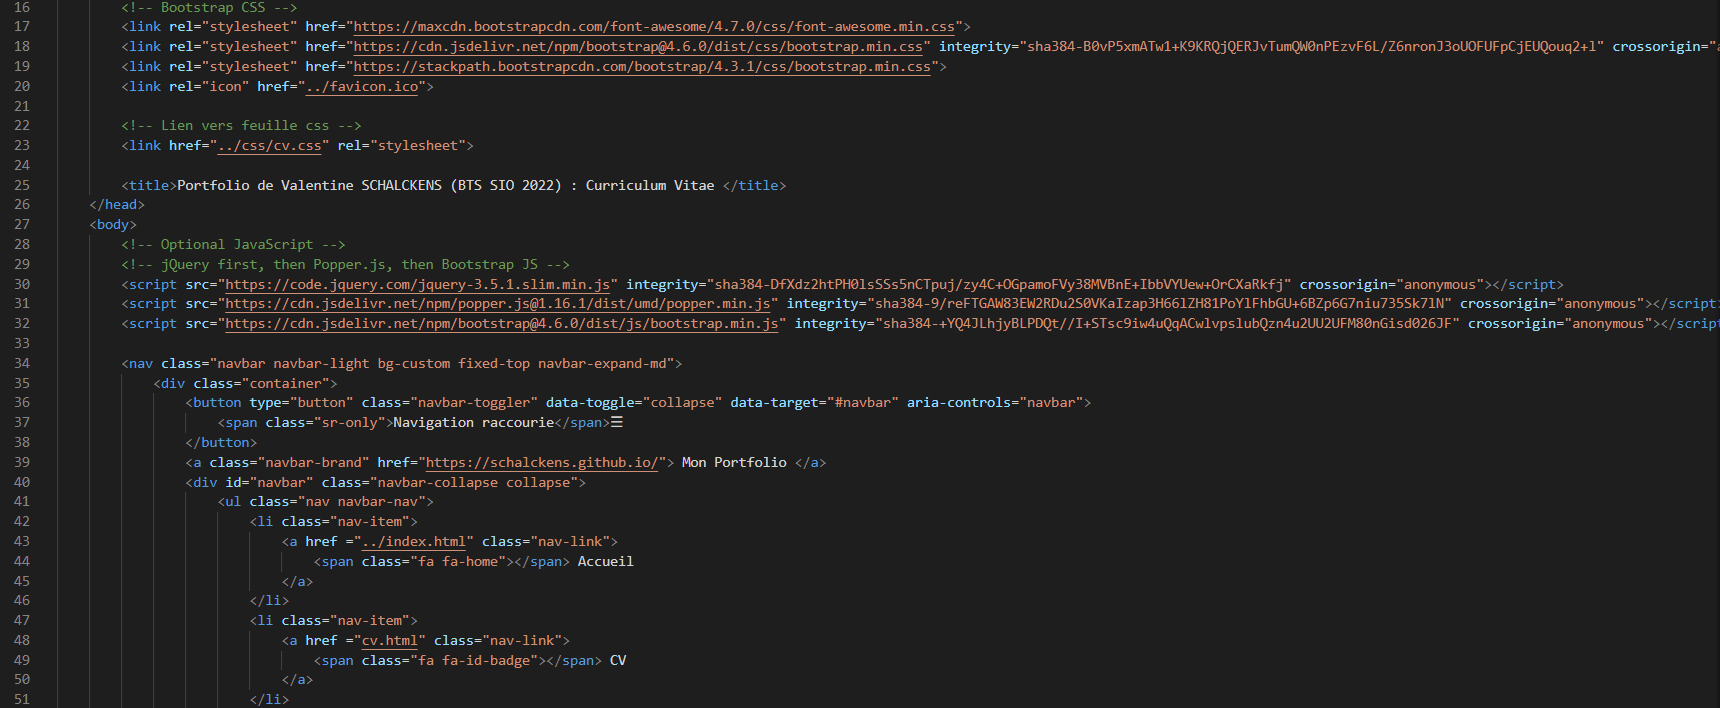 16 <!-- Bootstrap CSS -->
17 <link rel="stylesheet" href="https://maxcdn.bootstrapcdn.com/font-awesome/4.7.0/css/font-awesome.min.css">
18 <link rel="stylesheet" href="https://cdn.jsdelivr.net/npm/bootstrap@4.6.0/dist/css/bootstrap.min.css" integrity="sha384-B0vP5xmATw1+K9KRQjQERJvTumQW0nPEzvF6L/Z6nronJ3oUOFUFpCjEUQouq2+l" crossorigin="a
19 <link rel="stylesheet" href="https://stackpath.bootstrapcdn.com/bootstrap/4.3.1/css/bootstrap.min.css">
20 <link rel="icon" href="../favicon.ico">
21
22 <!-- Lien vers feuille css -->
23 <link href="../css/cv.css" rel="stylesheet">
24
25 <title>Portfolio de Valentine SCHALCKENS (BTS SIO 2022) : Curriculum Vitae </title>
26 </head>
27 <body>
28 <!-- Optional JavaScript -->
29 <!-- jQuery first, then Popper.js, then Bootstrap JS -->
30 <script src="https://code.jquery.com/jquery-3.5.1.slim.min.js" integrity="sha384-DfXdz2htPH0lsSSs5nCTpuj/zy4C+OGpamoFVy38MVBnE+IbbVYUew+OrCXaRkfj" crossorigin="anonymous"></script>
31 <script src="https://cdn.jsdelivr.net/npm/popper.js@1.16.1/dist/umd/popper.min.js" integrity="sha384-9/reFTGAW83EW2RDu2S0VKaIzap3H66lZH81PoYlFhbGU+6BZp6G7niu735Sk7lN" crossorigin="anonymous"></script
32 <script src="https://cdn.jsdelivr.net/npm/bootstrap@4.6.0/dist/js/bootstrap.min.js" integrity="sha384-+YQ4JLhjyBLPDQt//I+STsc9iw4uQqACwlvpslubQzn4u2UU2UFM80nGisd026JF" crossorigin="anonymous"></script
33
34 <nav class="navbar navbar-light bg-custom fixed-top navbar-expand-md">
35 <div class="container">
36 <button type="button" class="navbar-toggler" data-toggle="collapse" data-target="#navbar" aria-controls="navbar">
37 <span class="sr-only">Navigation raccourie</span>☰
38 </button>
39 <a class="navbar-brand" href="https://schalckens.github.io/"> Mon Portfolio </a>
40 <div id="navbar" class="navbar-collapse collapse">
41 <ul class="nav navbar-nav">
42 <li class="nav-item">
43 <a href ="../index.html" class="nav-link">
44 <span class="fa fa-home"></span> Accueil
45 </a>
46 </li>
47 <li class="nav-item">
48 <a href ="cv.html" class="nav-link">
49 <span class="fa fa-id-badge"></span> CV
50 </a>
51 </li>